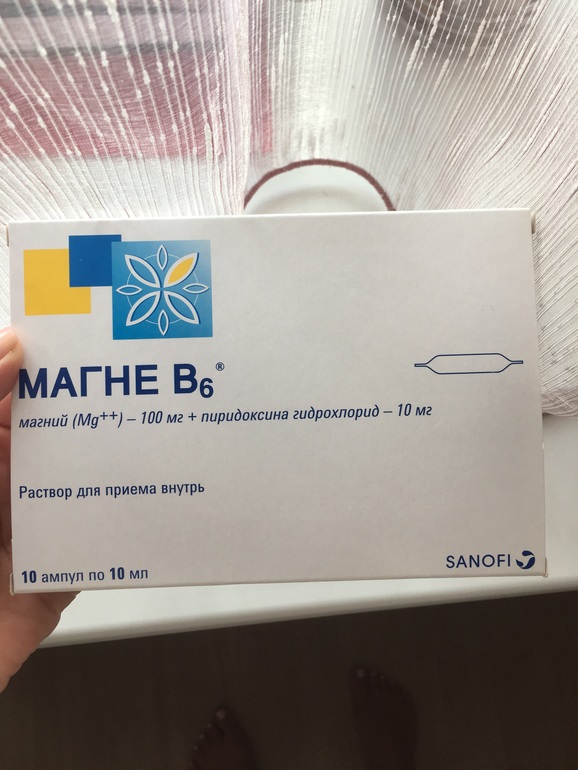 МАГНЕ B6®
магний (Mg++) – 100 мг + пиридоксина гидрохлорид – 10 мг
Раствор для приема внутрь
10 ампул по 10 мл
SANOFI